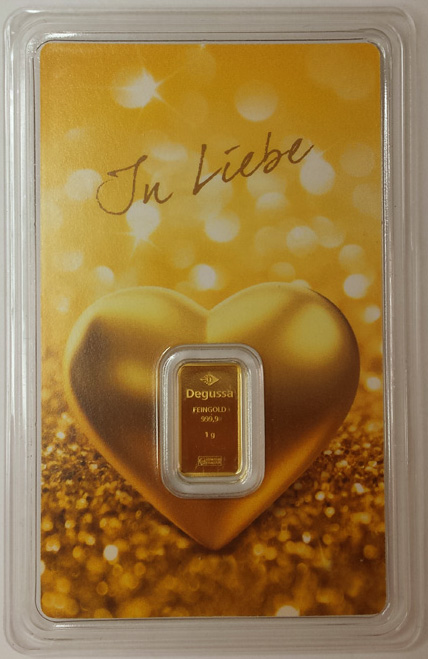 In Liebe
Degussa
FEINGOLD
999,9
1 g